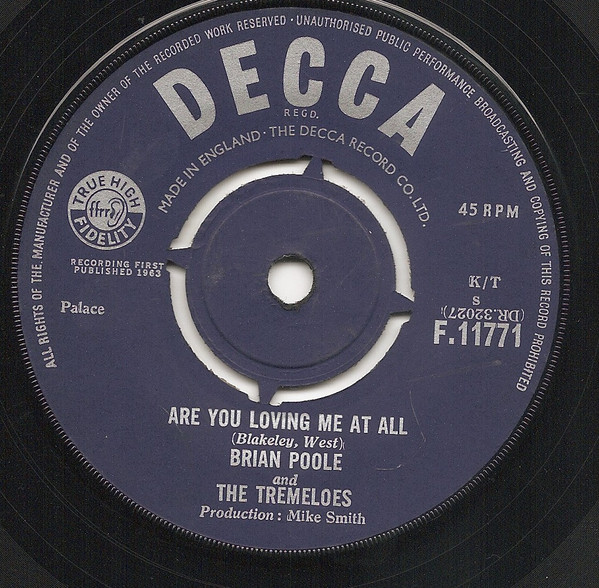 ALL RIGHTS OF THE MANUFACTURER AND OF THE OWNER OF THE RECORDED WORK RESERVED · UNAUTHORISED PUBLIC PERFORMANCE BROADCASTING AND COPYING OF THIS RECORD PROHIBITED
DECCA
REGD.
MADE IN ENGLAND · THE DECCA RECORD CO. LTD.
TRUE HIGH
ffrr
FIDELITY
45 RPM
RECORDING FIRST
PUBLISHED 1963
K/T
s
Palace
(DR.32027)
F.11771
ARE YOU LOVING ME AT ALL
(Blakeley, West)
BRIAN POOLE
and
THE TREMELOES
Production : Mike Smith